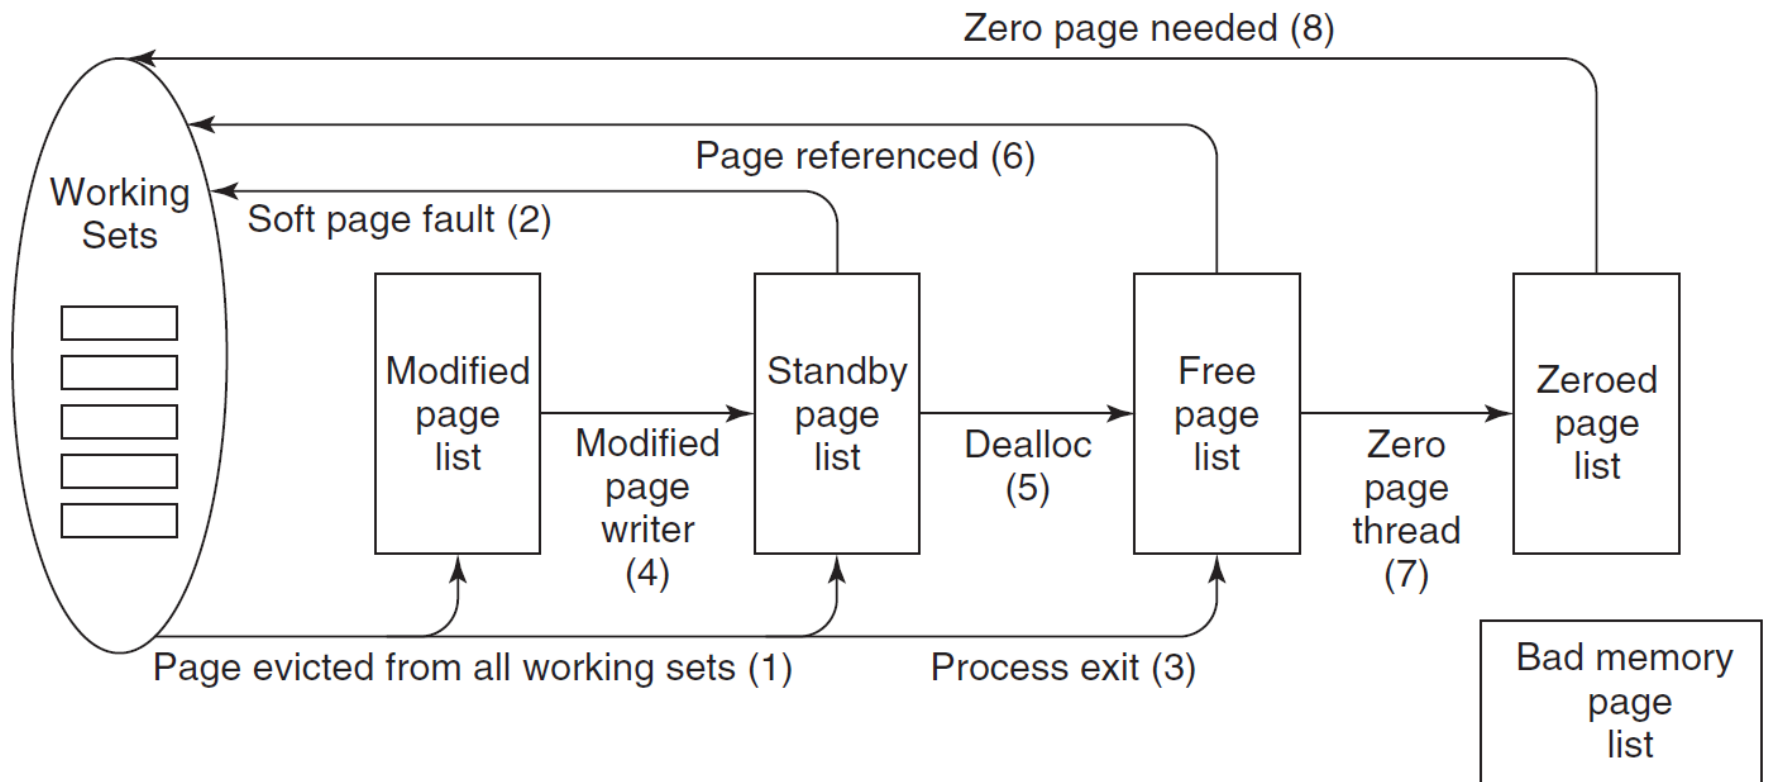 Zero page needed (8)
Page referenced (6)
Soft page fault (2)
Working
Sets
Modified
page
list
Modified
page
writer
(4)
Standby
page
list
Dealloc
(5)
Free
page
list
Zero
page
thread
(7)
Zeroed
page
list
Page evicted from all working sets (1)
Process exit (3)
Bad memory
page
list